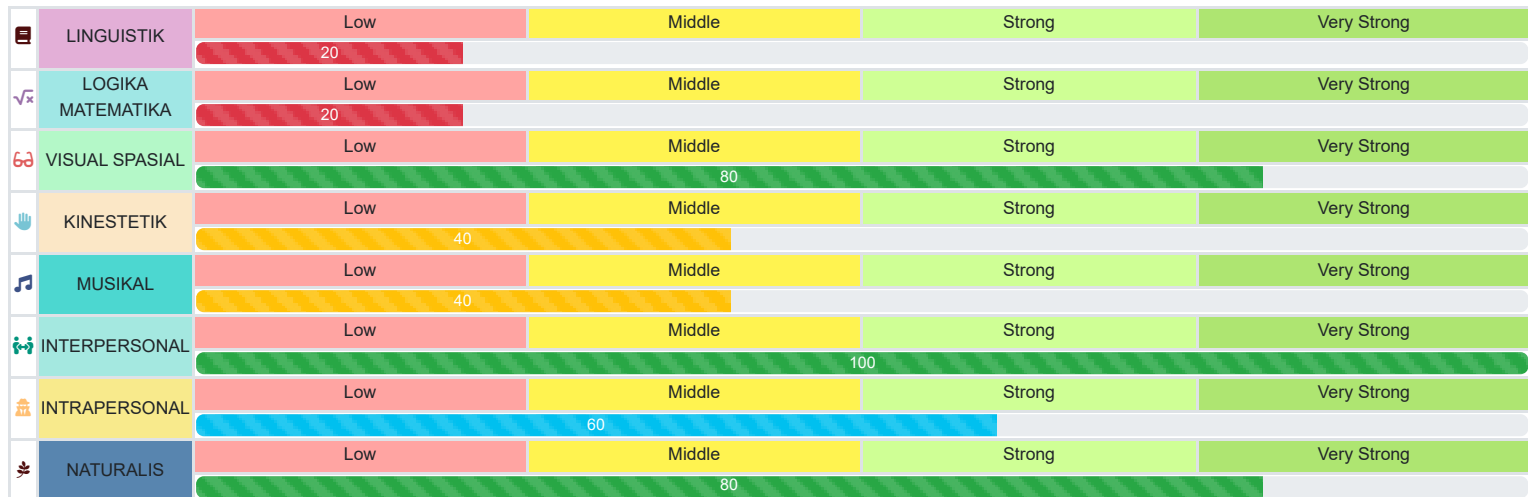 LINGUISTIK
Low Middle Strong Very Strong
20
LOGIKA
MATEMATIKA
Low Middle Strong Very Strong
20
VISUAL SPASIAL
Low Middle Strong Very Strong
80
KINESTETIK
Low Middle Strong Very Strong
40
MUSIKAL
Low Middle Strong Very Strong
40
INTERPERSONAL
Low Middle Strong Very Strong
100
INTRAPERSONAL
Low Middle Strong Very Strong
60
NATURALIS
Low Middle Strong Very Strong
80